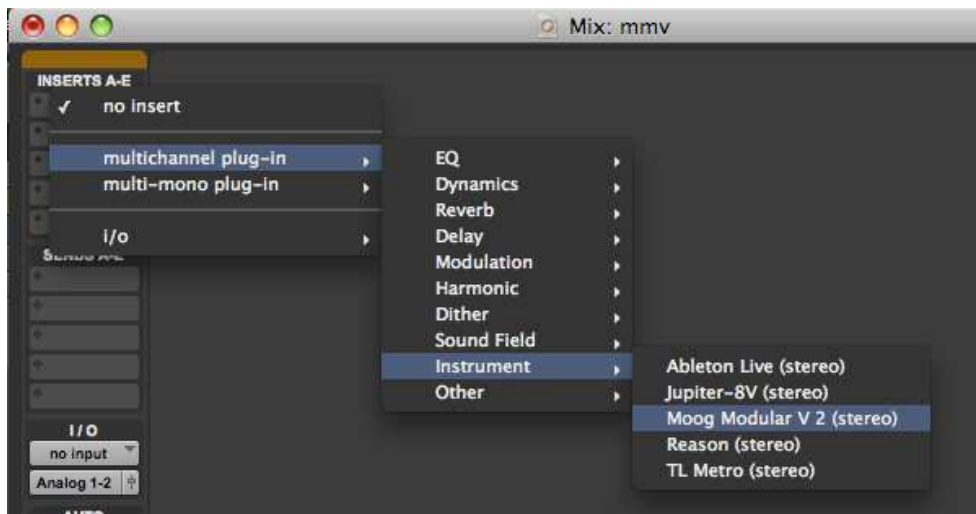 Mix: mmv
INSERTS A-E
✓ no insert
multichannel plug-in
multi-mono plug-in
i/o
SENDS A-E
EQ
Dynamics
Reverb
Delay
Modulation
Harmonic
Dither
Sound Field
Instrument
Other
Ableton Live (stereo)
Jupiter-8V (stereo)
Moog Modular V 2 (stereo)
Reason (stereo)
TL Metro (stereo)
I/O
no input
Analog 1-2
AUTO